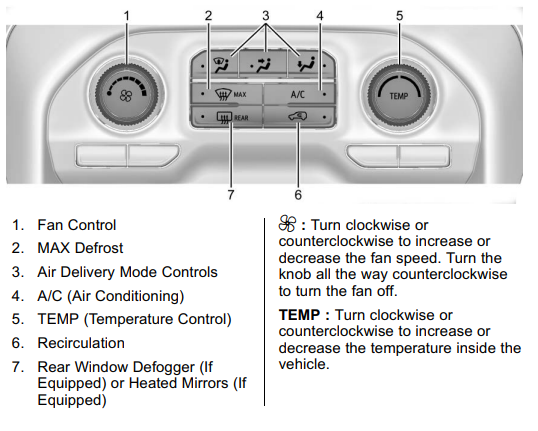 1 2 3 4 5
MAX A/C TEMP
REAR
7 6
1. Fan Control
2. MAX Defrost
3. Air Delivery Mode Controls
4. A/C (Air Conditioning)
5. TEMP (Temperature Control)
6. Recirculation
7. Rear Window Defogger (If
Equipped) or Heated Mirrors (If
Equipped)
: Turn clockwise or
counterclockwise to increase or
decrease the fan speed. Turn the
knob all the way counterclockwise
to turn the fan off.
TEMP : Turn clockwise or
counterclockwise to increase or
decrease the temperature inside the
vehicle.